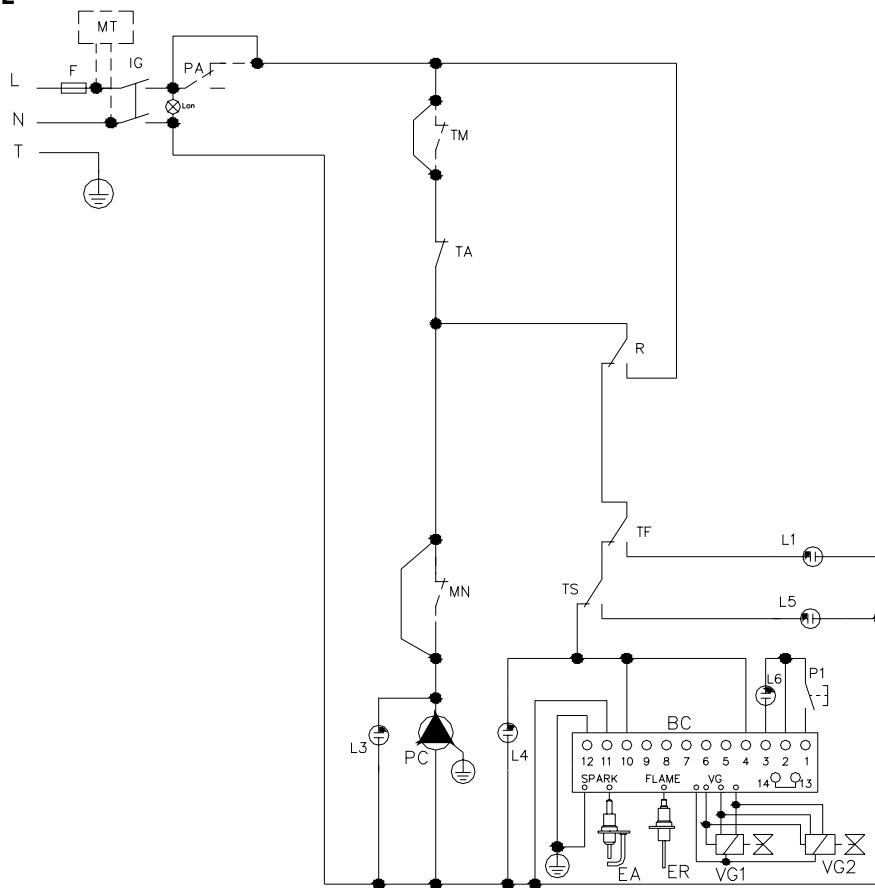 MT
F
IG
PA
L
Lon
N
TM
T
TA
R
TF
L1
TS
MN
L5
L6
P1
BC
L3
PC
L4
12 11 10 9 8 7 6 5 4 3 2 1
SPARK FLAME VG 14 13
EA ER VG1 VG2